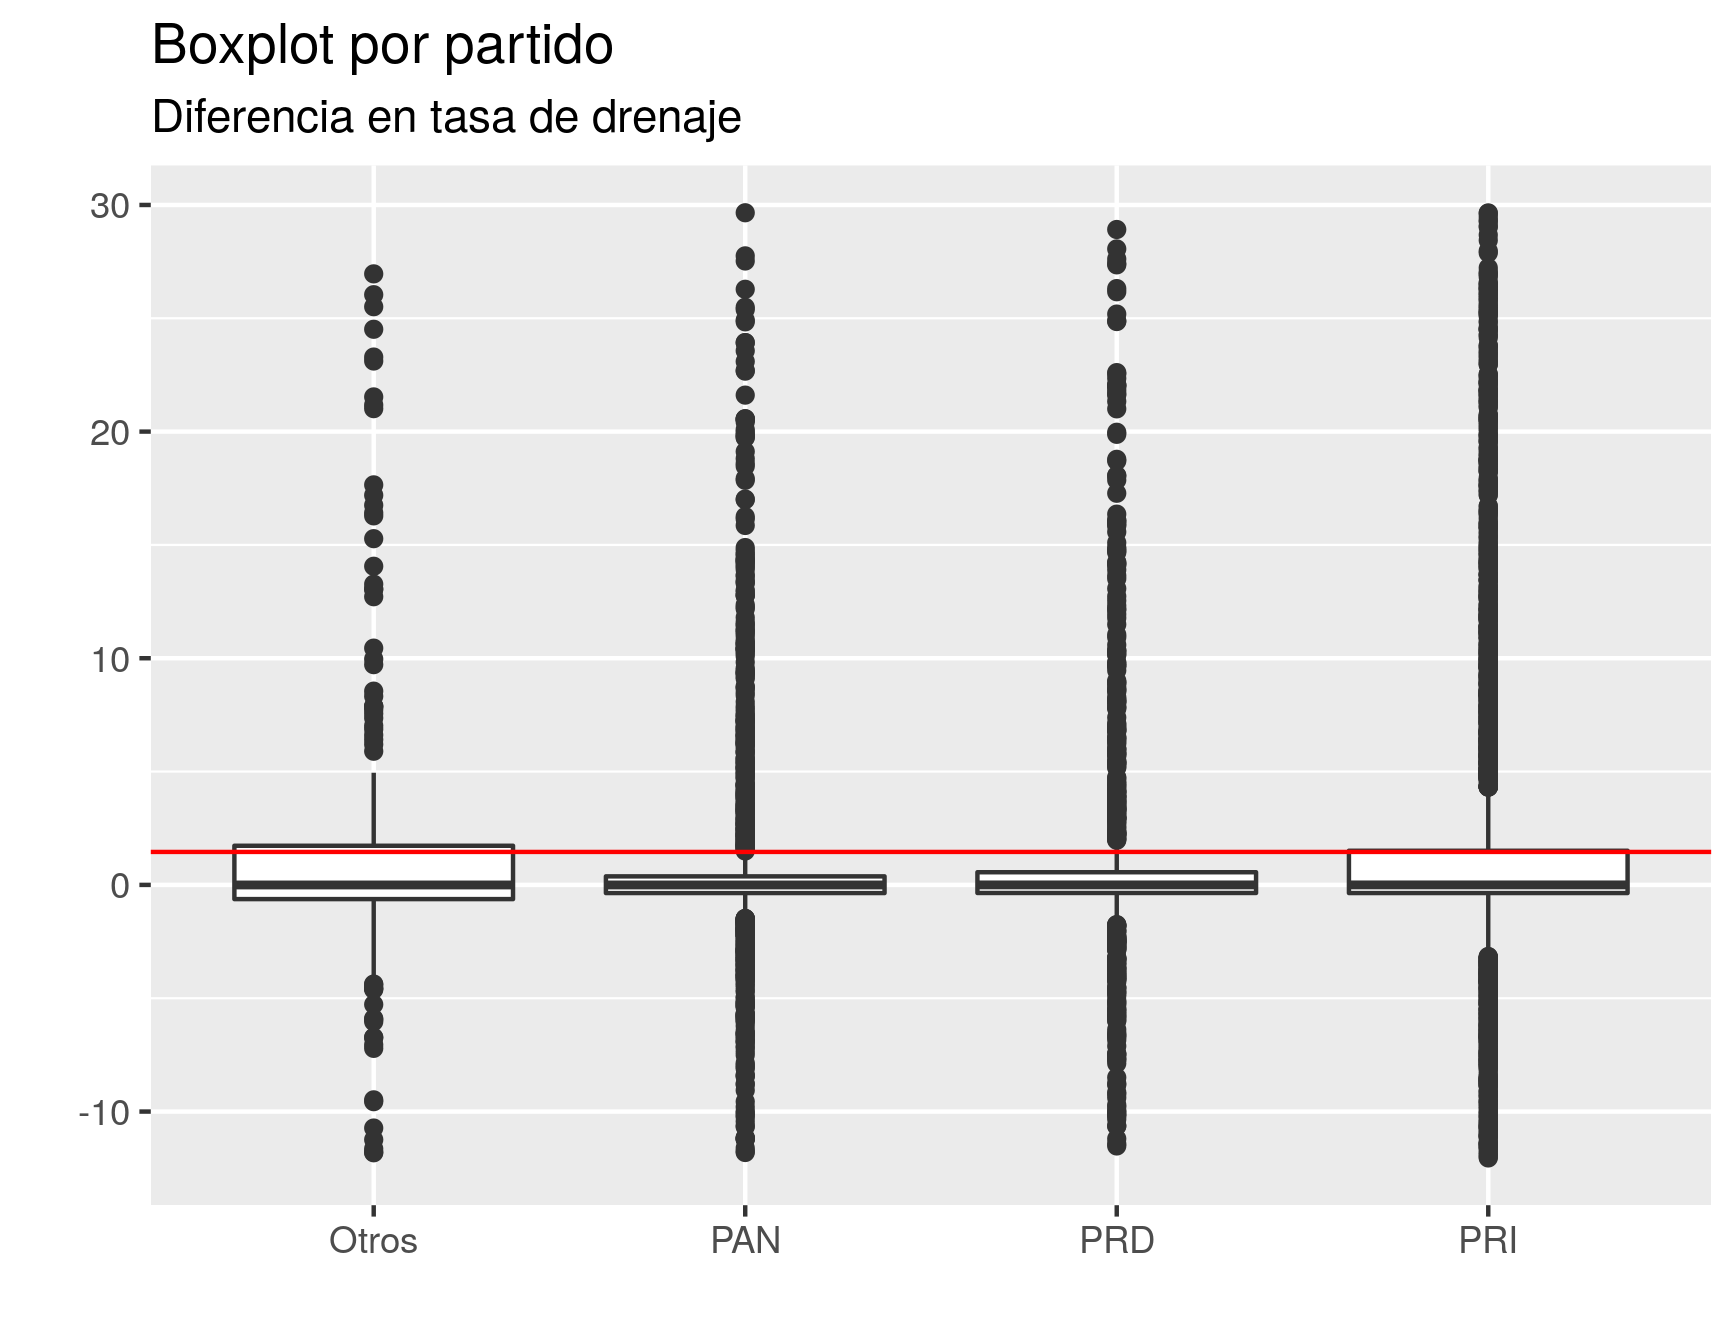 Boxplot por partido
Diferencia en tasa de drenaje
30
20
10
0
-10
Otros PAN PRD PRI